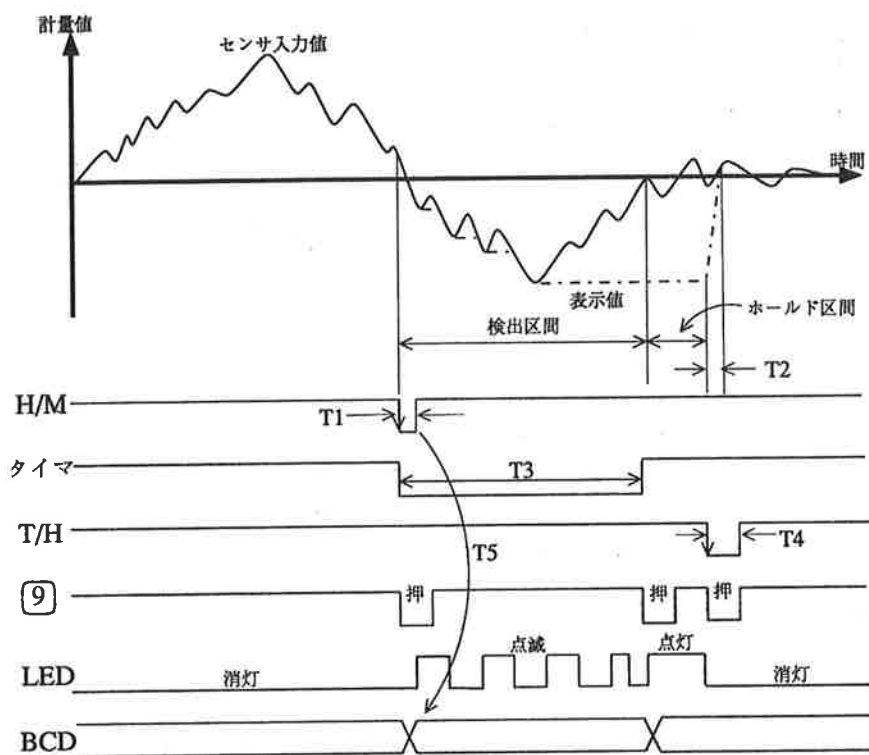 計量値
センサ入力値
時間
表示値
ホールド区間
検出区間
T2
H/M
T1
タイマ
T3
T/H
T4
T5
9
押
押
押
LED
消灯
点滅
点灯
消灯
BCD